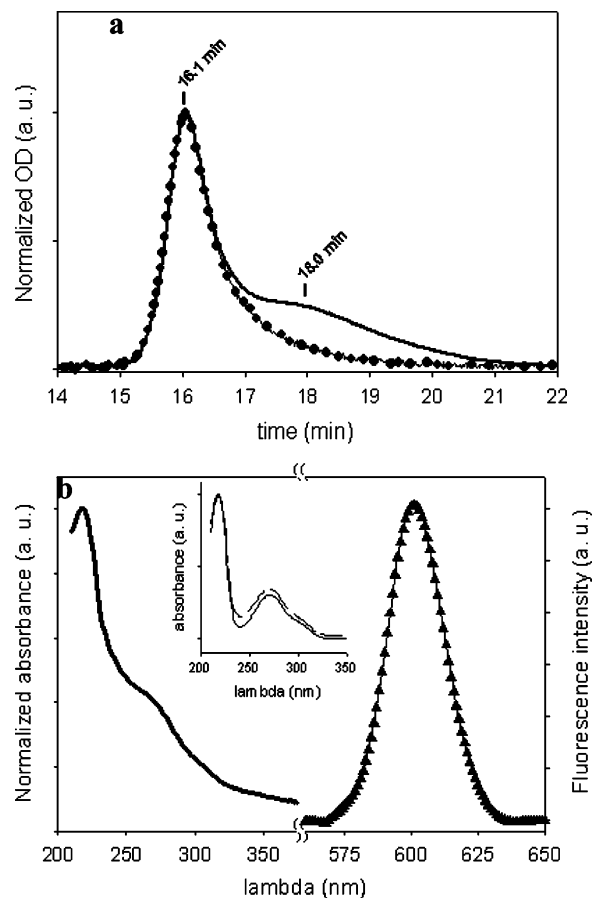 a
16.1 min
18.0 min
Normalized OD (a. u.)
14 15 16 17 18 19 20 21 22
time (min)
b
Normalized absorbance (a. u.)
absorbance (a. u.)
200 250 300 350
lambda (nm)
Fluorescence intensity (a. u.)
200 250 300 350 575 600 625 650
lambda (nm)